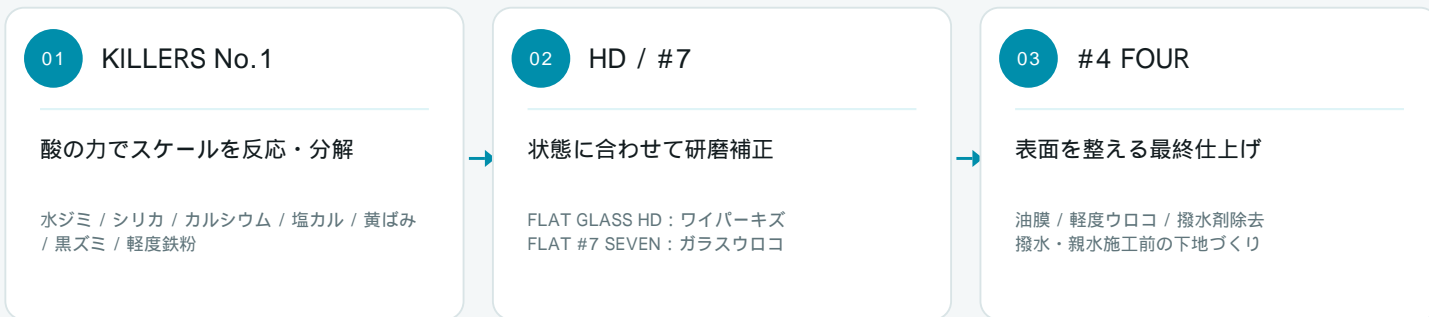 01 KILLERS No.1
酸の力でスケールを反応・分解
水ジミ / シリカ / カルシウム / 塩カル / 黄ばみ
/ 黒ズミ / 軽度鉄粉
02 HD / #7
状態に合わせて研磨補正
FLAT GLASS HD : ワイパーキズ
FLAT #7 SEVEN : ガラスウロコ
03 #4 FOUR
表面を整える最終仕上げ
油膜 / 軽度ウロコ / 撥水剤除去
撥水・親水施工前の下地づくり